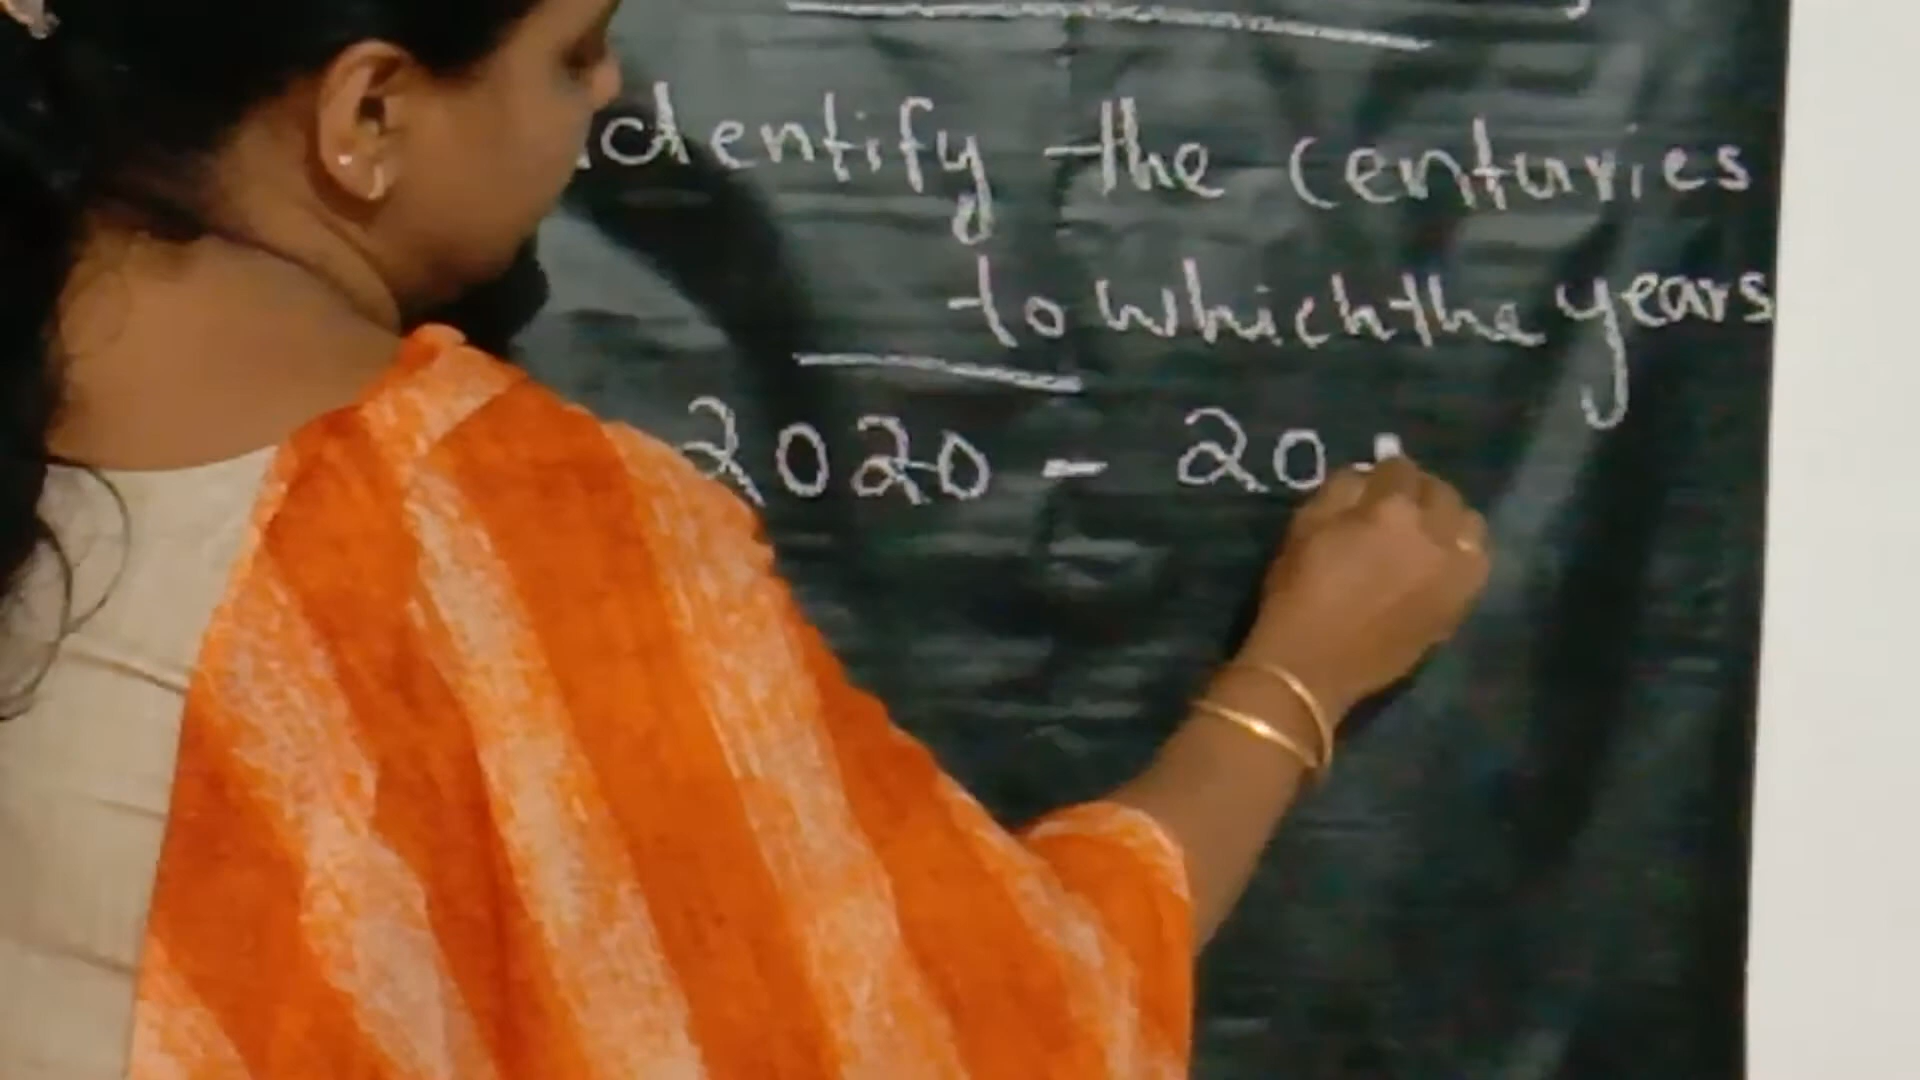 identify the centuries
to which the years
2020 - 20+